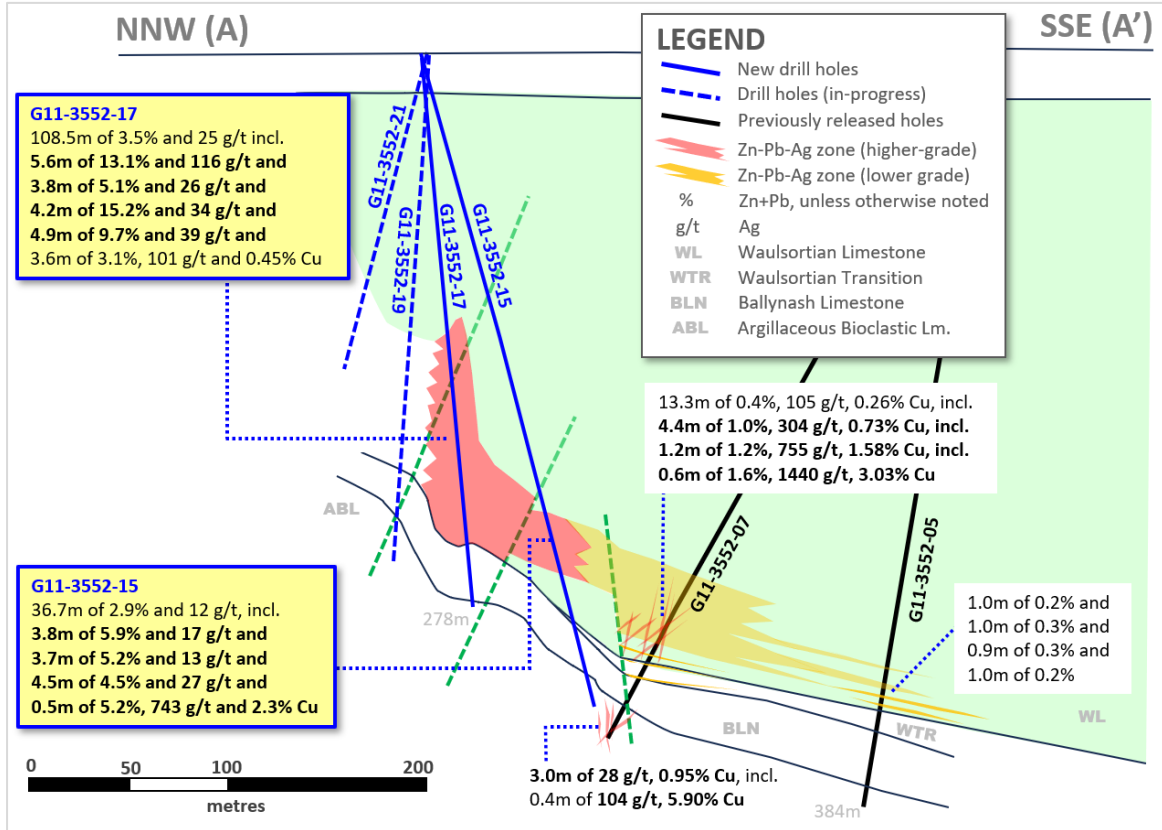 NNW (A)
SSE (A')
LEGEND
New drill holes
Drill holes (in-progress)
Previously released holes
Zn-Pb-Ag zone (higher-grade)
Zn-Pb-Ag zone (lower grade)
% Zn+Pb, unless otherwise noted
g/t Ag
WL Waulsortian Limestone
WTR Waulsortian Transition
BLN Ballynash Limestone
ABL Argillaceous Bioclastic Lm.
G11-3552-17
108.5m of 3.5% and 25 g/t incl.
5.6m of 13.1% and 116 g/t and
3.8m of 5.1% and 26 g/t and
4.2m of 15.2% and 34 g/t and
4.9m of 9.7% and 39 g/t and
3.6m of 3.1%, 101 g/t and 0.45% Cu
G11-3552-21
G11-3552-19
G11-3552-17
G11-3552-15
13.3m of 0.4%, 105 g/t, 0.26% Cu, incl.
4.4m of 1.0%, 304 g/t, 0.73% Cu, incl.
1.2m of 1.2%, 755 g/t, 1.58% Cu, incl.
0.6m of 1.6%, 1440 g/t, 3.03% Cu
ABL
G11-3552-07
G11-3552-05
G11-3552-15
36.7m of 2.9% and 12 g/t, incl.
3.8m of 5.9% and 17 g/t and
3.7m of 5.2% and 13 g/t and
4.5m of 4.5% and 27 g/t and
0.5m of 5.2%, 743 g/t and 2.3% Cu
278m
1.0m of 0.2% and
1.0m of 0.3% and
0.9m of 0.3% and
1.0m of 0.2%
BLN
WTR
WL
3.0m of 28 g/t, 0.95% Cu, incl.
0.4m of 104 g/t, 5.90% Cu
384m
0 50 100 200
metres